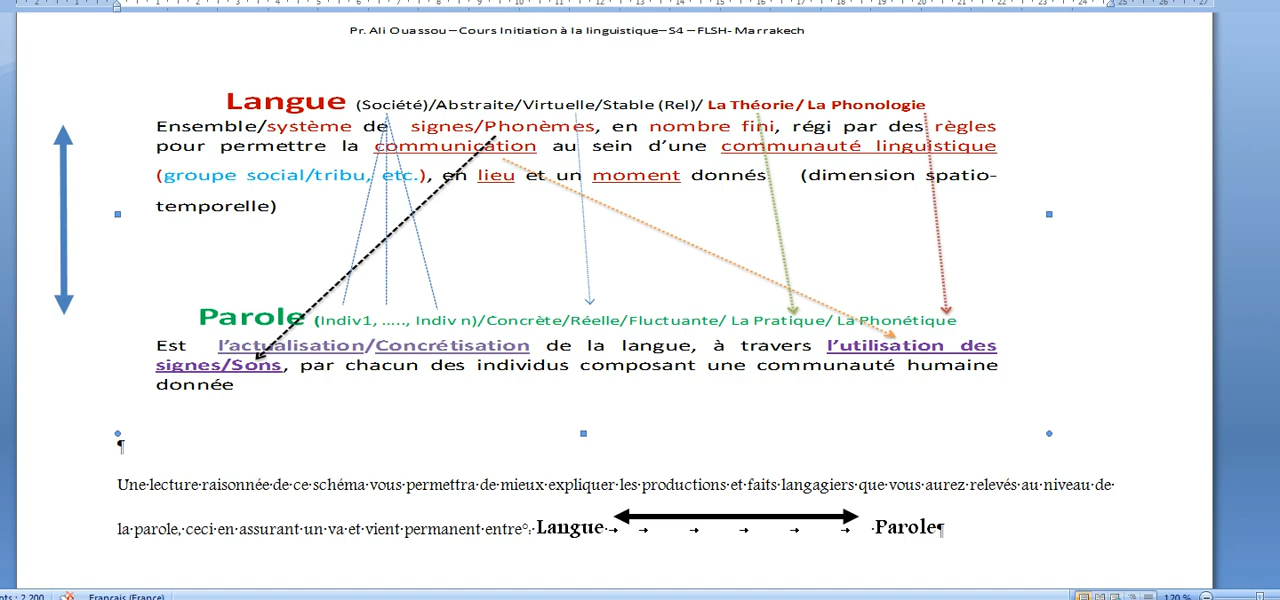 Pr. Ali Ouassou – Cours Initiation à la linguistique – S4 – FLSH- Marrakech
Langue (Société)/Abstraite/Virtuelle/Stable (Rel)/ La Théorie/ La Phonologie
Ensemble/système de signes/Phonèmes, en nombre fini, régi par des règles
pour permettre la communication au sein d'une communauté linguistique
(groupe social/tribu, etc.), en lieu et un moment donnés (dimension spatio-
temporelle)
Parole (Indiv1, ....., Indiv n)/Concrète/Réelle/Fluctuante/ La Pratique/ La Phonétique
Est l'actualisation/Concrétisation de la langue, à travers l'utilisation des
signes/Sons, par chacun des individus composant une communauté humaine
donnée
¶
Une·lecture·raisonnée·de·ce·schéma·vous·permettra·de·mieux·expliquer·les·productions·et·faits·langagiers·que·vous·aurez·relevés·au·niveau·de·
la·parole,·ceci·en·assurant·un·va·et·vient·permanent·entre°:·Langue·→ → → → → ·Parole¶
Français (France) 120 %